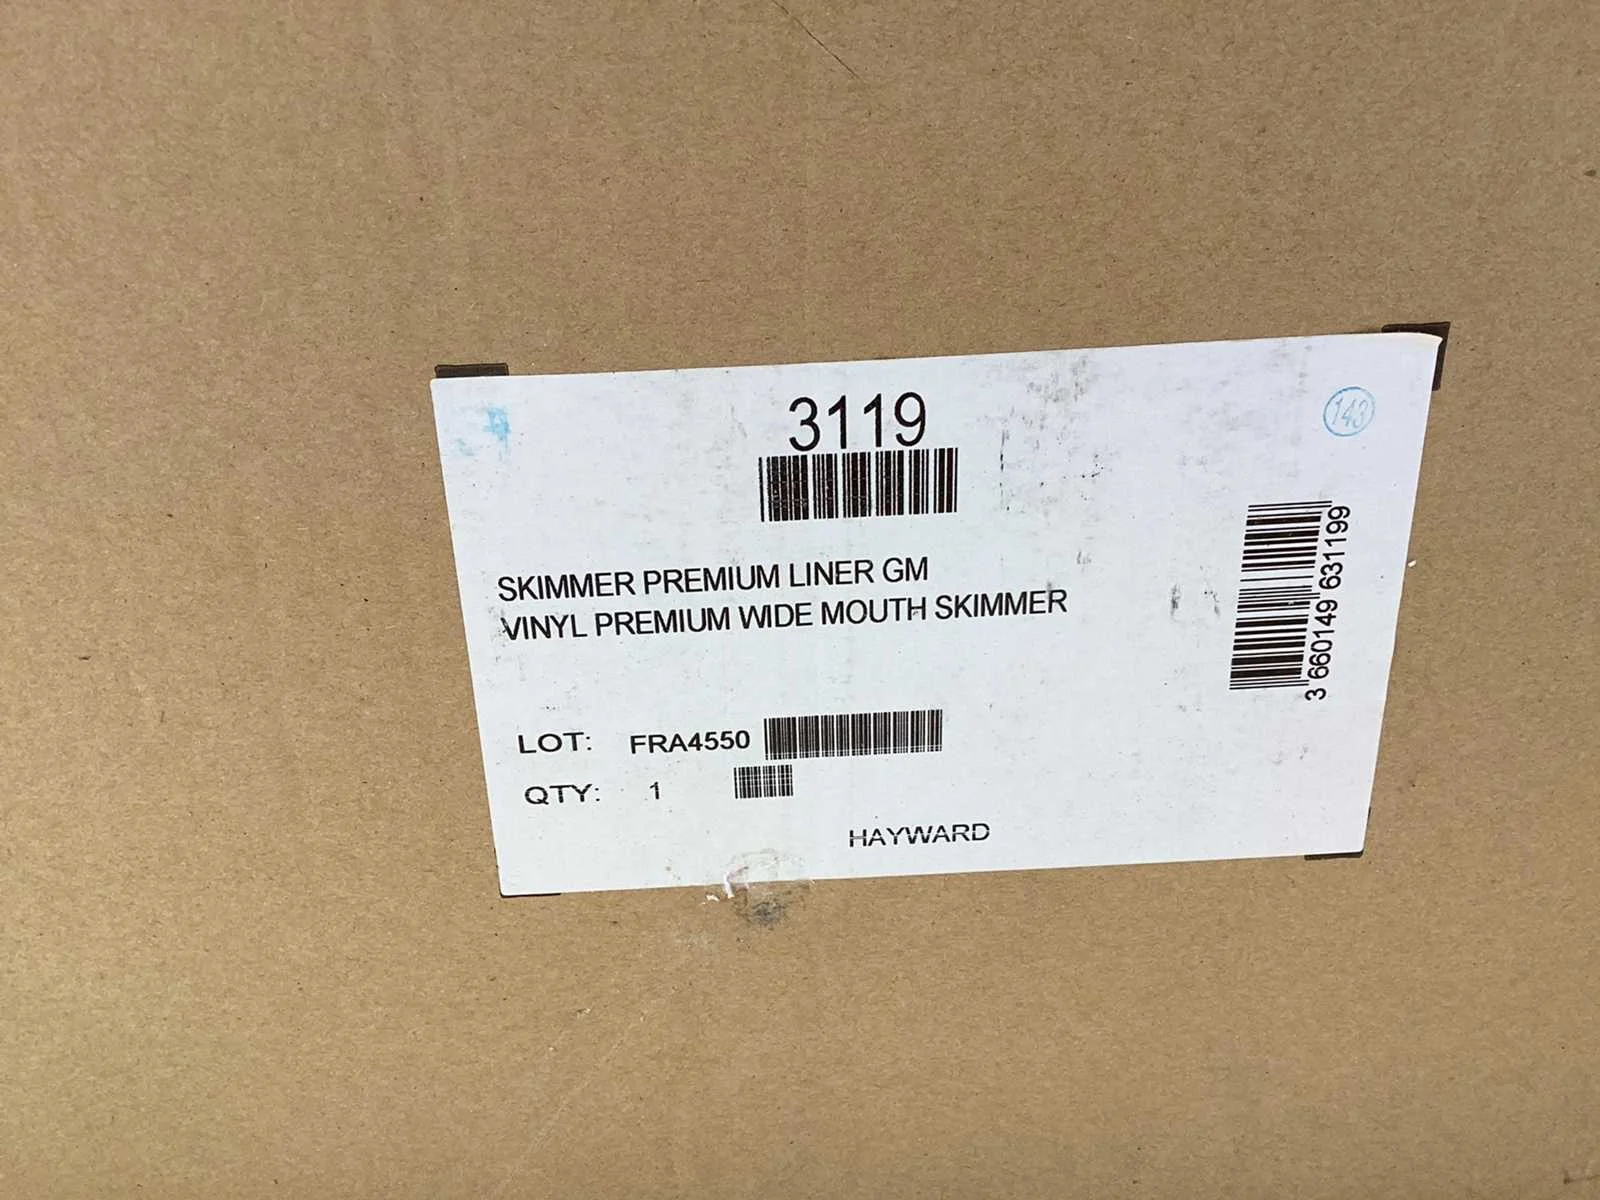 3119
143
SKIMMER PREMIUM LINER GM
VINYL PREMIUM WIDE MOUTH SKIMMER
3 660149 631199
LOT: FRA4550
QTY: 1
HAYWARD